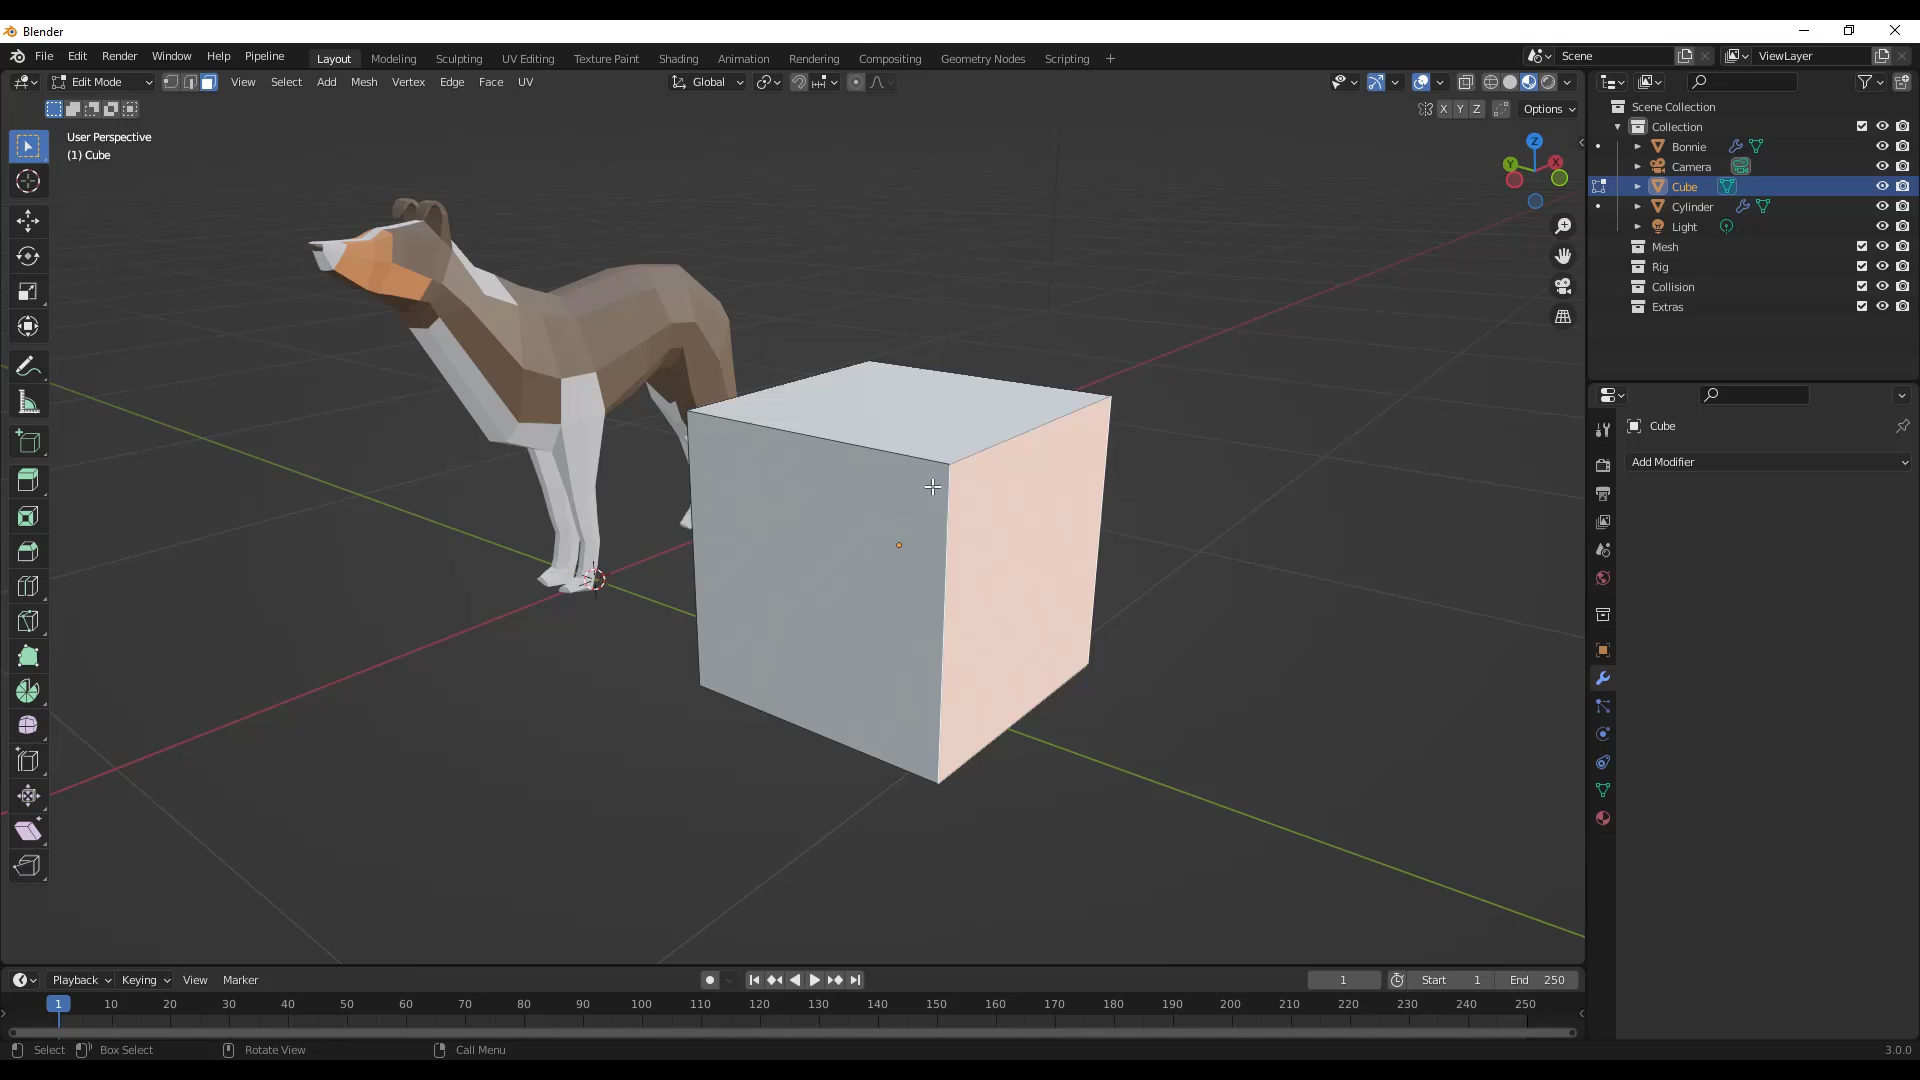 Blender
File Edit Render Window Help Pipeline Layout Modeling Sculpting UV Editing Texture Paint Shading Animation Rendering Compositing Geometry Nodes Scripting + Scene ViewLayer
Edit Mode View Select Add Mesh Vertex Edge Face UV Global
X Y Z Options
User Perspective
(1) Cube
Z
Y
X
Scene Collection
Collection
Bonnie
Camera
Cube
Cylinder
Light
Mesh
Rig
Collision
Extras
Cube
Add Modifier
Playback Keying View Marker 1 Start 1 End 250
1 10 20 30 40 50 60 70 80 90 100 110 120 130 140 150 160 170 180 190 200 210 220 230 240 250
Select Box Select Rotate View Call Menu 3.0.0